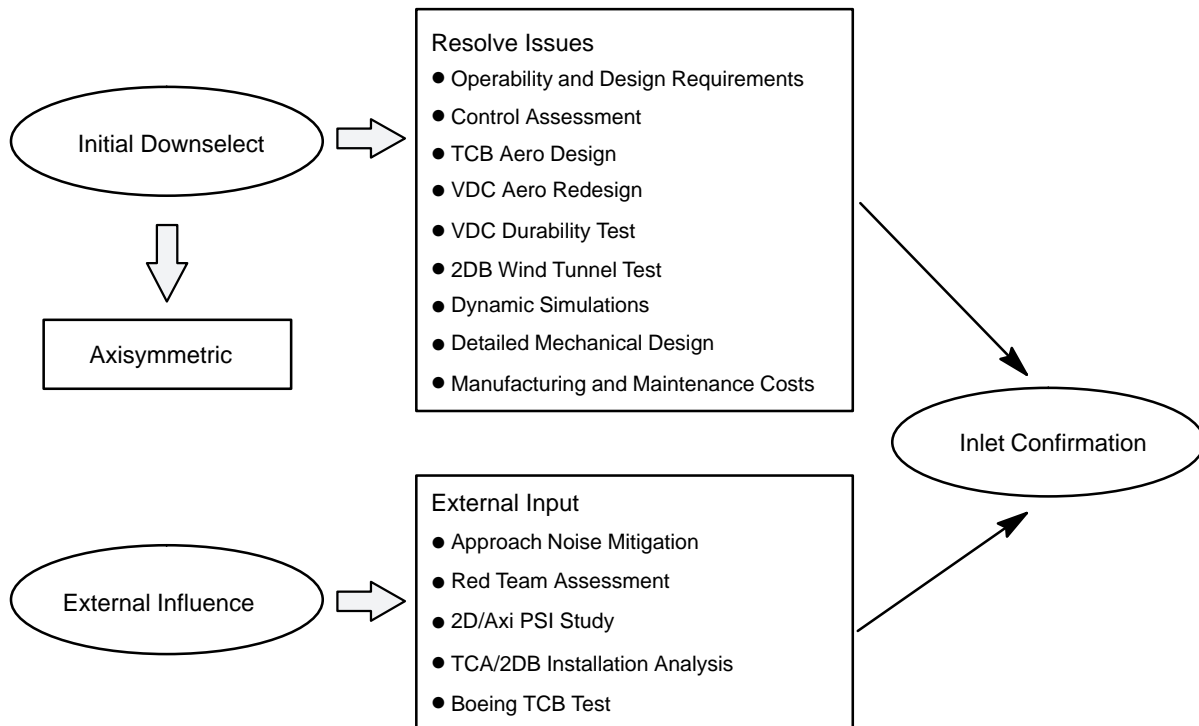 Initial Downselect
Axisymmetric
Resolve Issues
● Operability and Design Requirements
● Control Assessment
● TCB Aero Design
● VDC Aero Redesign
● VDC Durability Test
● 2DB Wind Tunnel Test
● Dynamic Simulations
● Detailed Mechanical Design
● Manufacturing and Maintenance Costs
External Influence
External Input
● Approach Noise Mitigation
● Red Team Assessment
● 2D/Axi PSI Study
● TCA/2DB Installation Analysis
● Boeing TCB Test
Inlet Confirmation